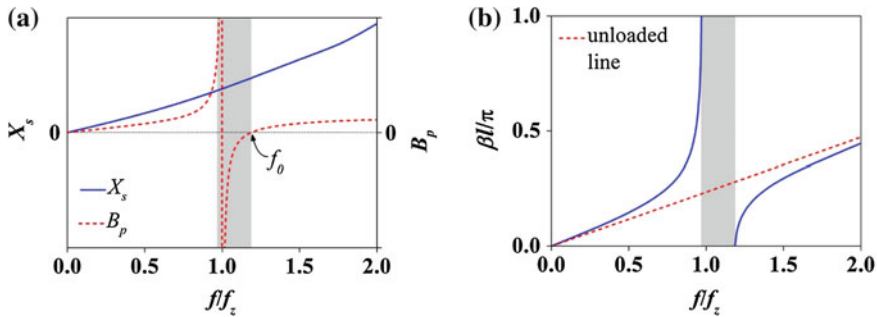 (a)
X_s
0
0
B_p
f_0
X_s
B_p
0.0 0.5 1.0 1.5 2.0
f/f_z
(b)
1.0
0.5
0.0
βl/π
unloaded
line
0.0 0.5 1.0 1.5 2.0
f/f_z